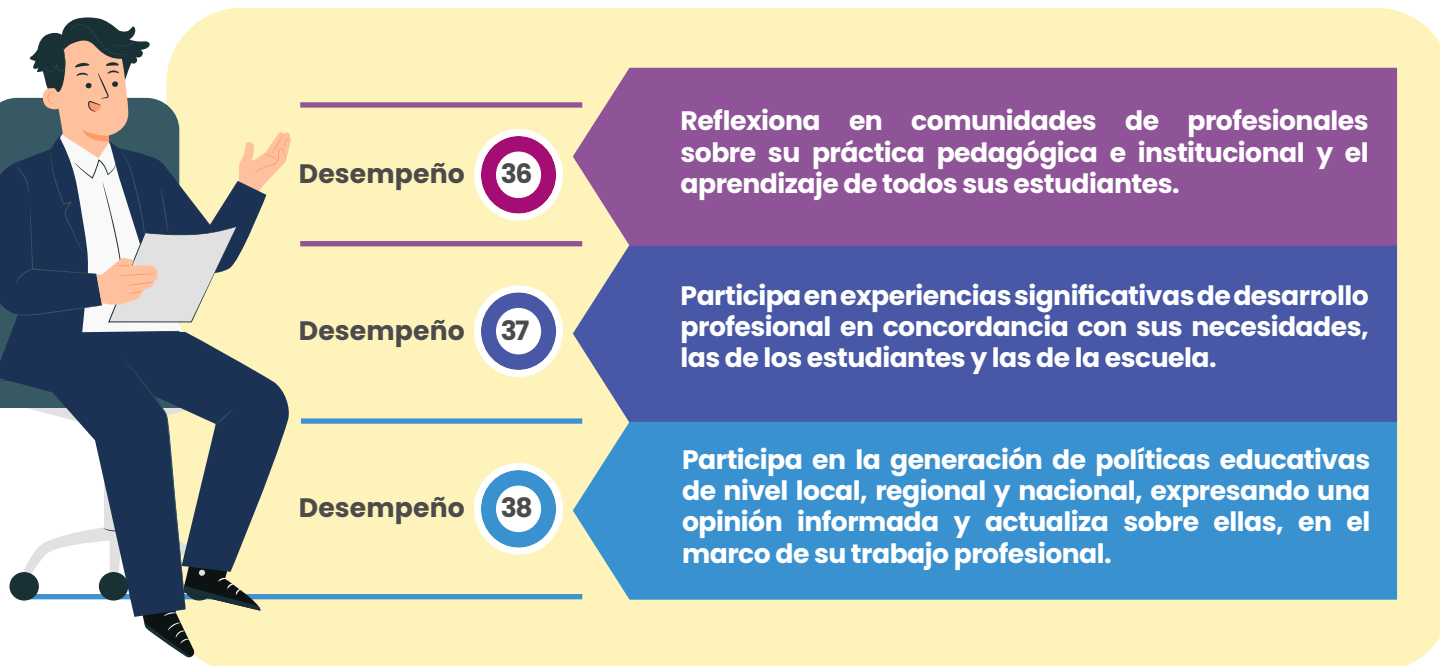 Desempeño 36
Reflexiona en comunidades de profesionales
sobre su práctica pedagógica e institucional y el
aprendizaje de todos sus estudiantes.
Desempeño 37
Participa en experiencias significativas de desarrollo
profesional en concordancia con sus necesidades,
las de los estudiantes y las de la escuela.
Desempeño 38
Participa en la generación de políticas educativas
de nivel local, regional y nacional, expresando una
opinión informada y actualiza sobre ellas, en el
marco de su trabajo profesional.